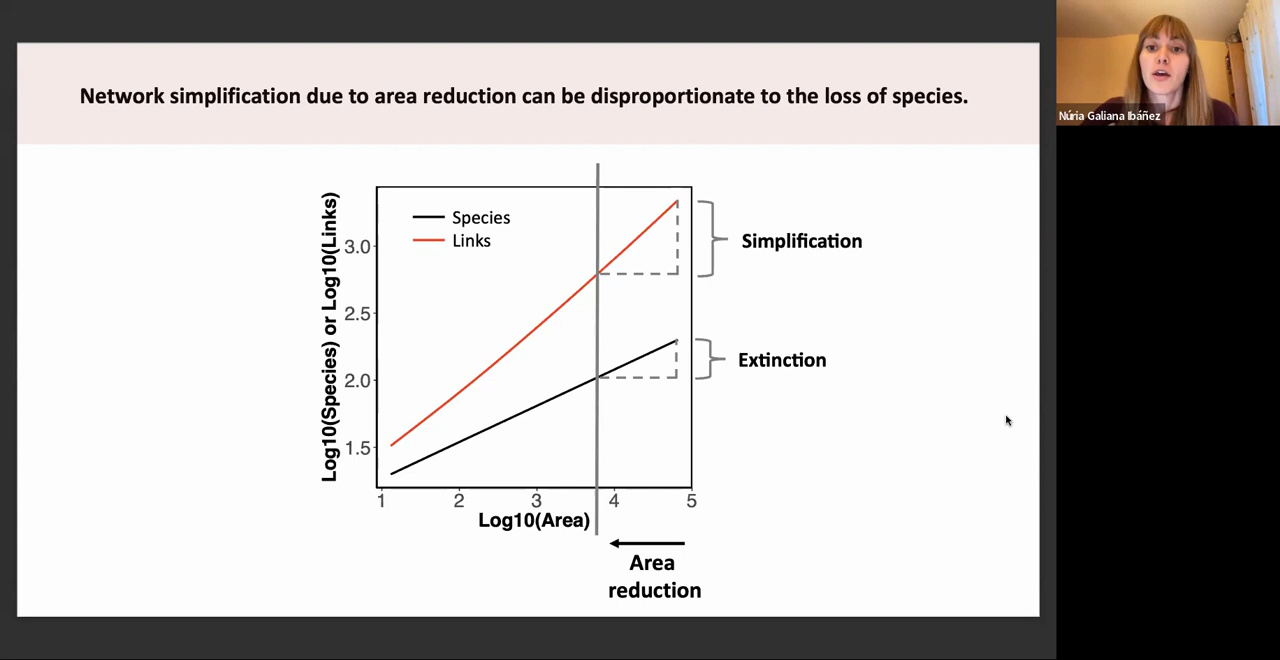 Network simplification due to area reduction can be disproportionate to the loss of species.
Núria Galiana Ibáñez
Log10(Species) or Log10(Links)
Species
Links
3.0
2.5
2.0
1.5
1 2 3 4 5
Log10(Area)
Simplification
Extinction
Area
reduction